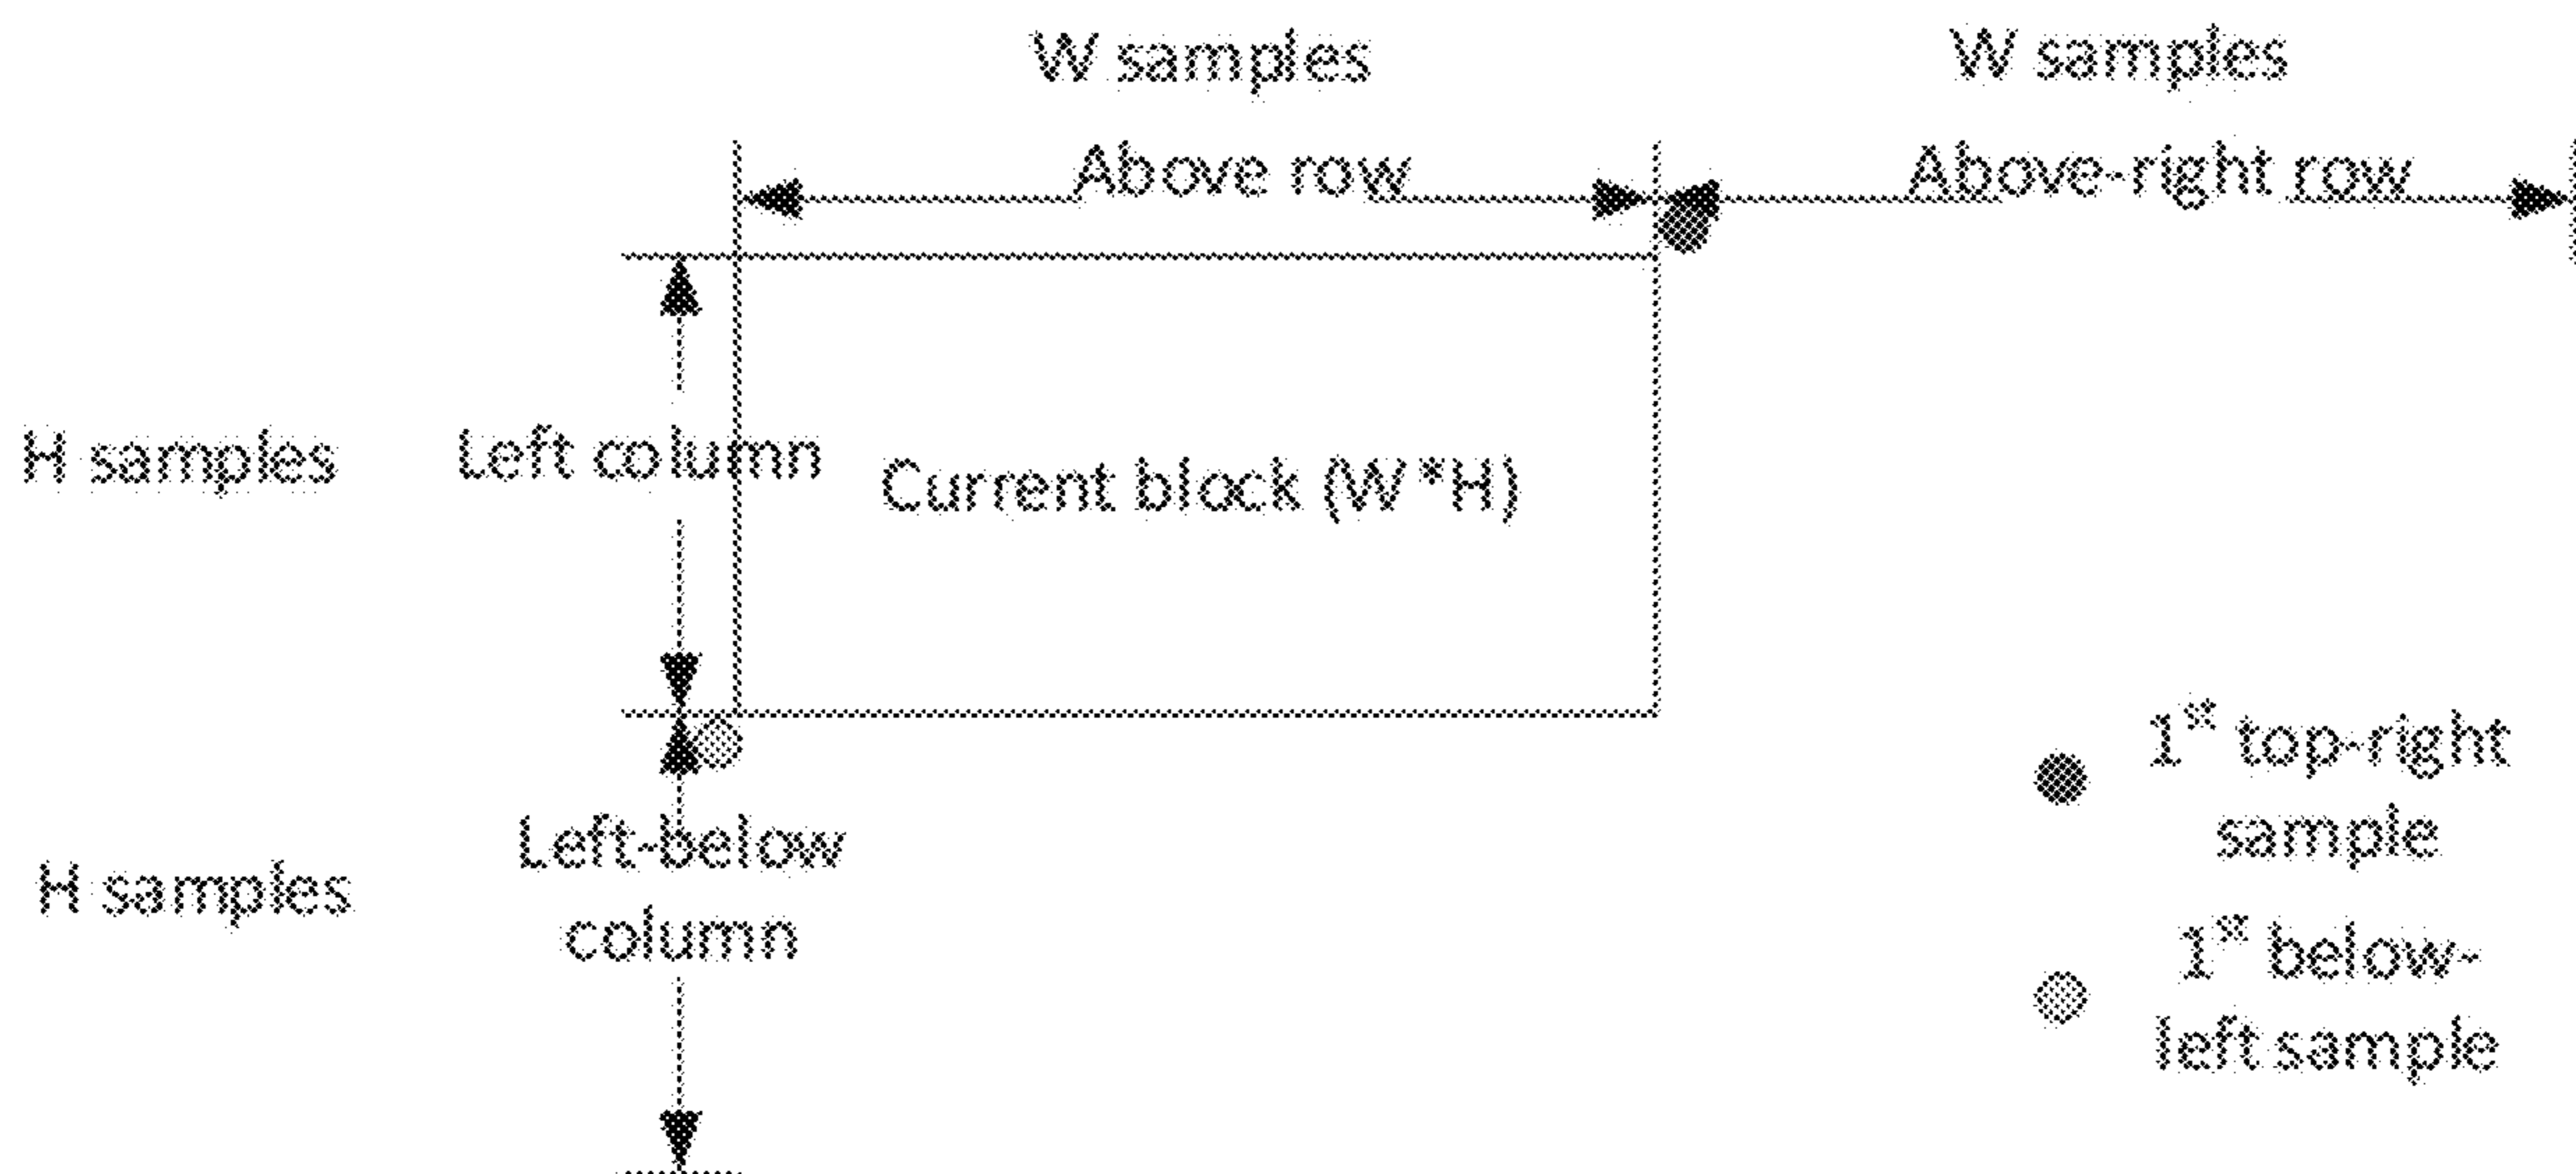 W samples
W samples
Above row
Above-right row
H samples
Left column
Current block (W*H)
1st top-right
sample
Left-below
column
H samples
1st below-
left sample